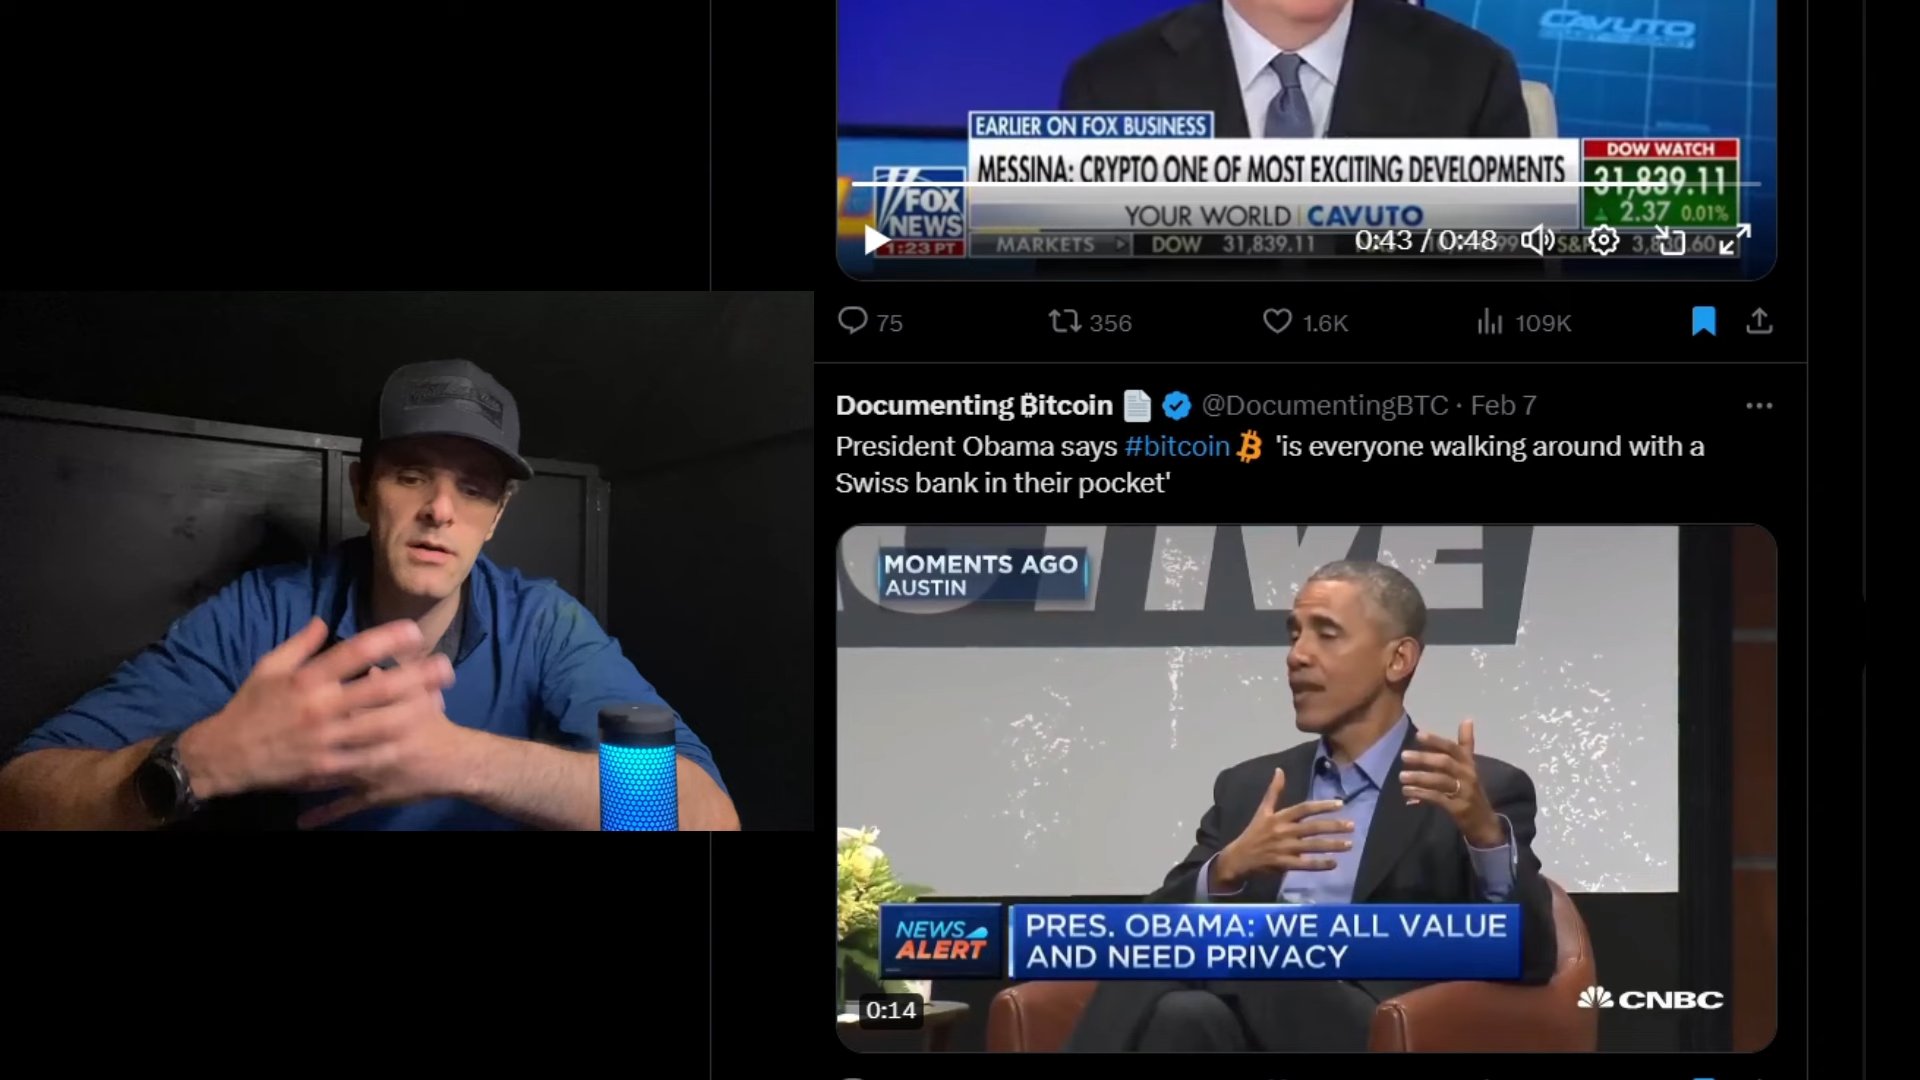 CAVUTO
EARLIER ON FOX BUSINESS
MESSINA: CRYPTO ONE OF MOST EXCITING DEVELOPMENTS
DOW WATCH
31,839.11
2.37 0.01%
FOX
NEWS
1:23 PT
YOUR WORLD | CAVUTO
MARKETS DOW 31,839.11
0:43 / 0:48
S&P
75
356
1.6K
109K
Documenting ₿itcoin @DocumentingBTC · Feb 7
President Obama says #bitcoin 'is everyone walking around with a
Swiss bank in their pocket'
MOMENTS AGO
AUSTIN
NEWS
ALERT
PRES. OBAMA: WE ALL VALUE
AND NEED PRIVACY
0:14
CNBC